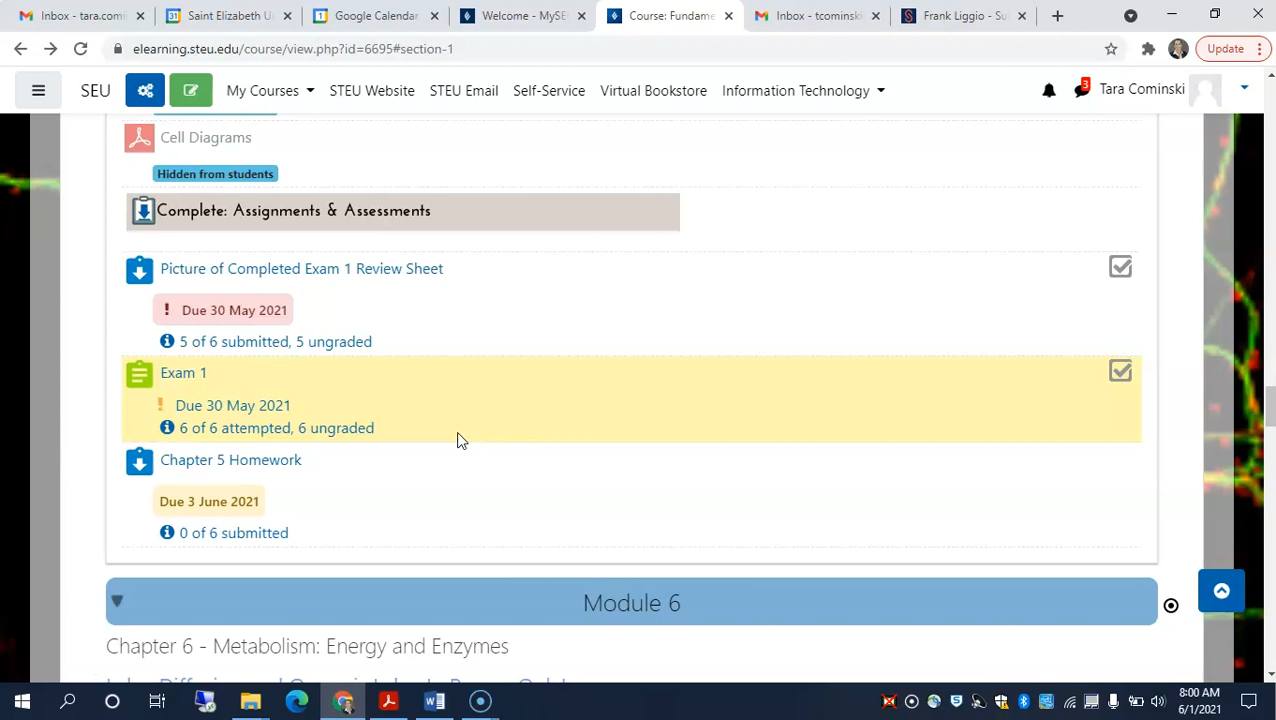 Inbox - tara.comin
Saint Elizabeth U
Google Calendar
Welcome - MySE
Course: Fundame
Inbox - tcominsk
Frank Liggio - Su
elearning.steu.edu/course/view.php?id=6695#section-1
Update
SEU
My Courses
STEU Website
STEU Email
Self-Service
Virtual Bookstore
Information Technology
3
Tara Cominski
Cell Diagrams
Hidden from students
Complete: Assignments & Assessments
Picture of Completed Exam 1 Review Sheet
! Due 30 May 2021
5 of 6 submitted, 5 ungraded
Exam 1
! Due 30 May 2021
6 of 6 attempted, 6 ungraded
Chapter 5 Homework
Due 3 June 2021
0 of 6 submitted
Module 6
Chapter 6 - Metabolism: Energy and Enzymes
8:00 AM
6/1/2021